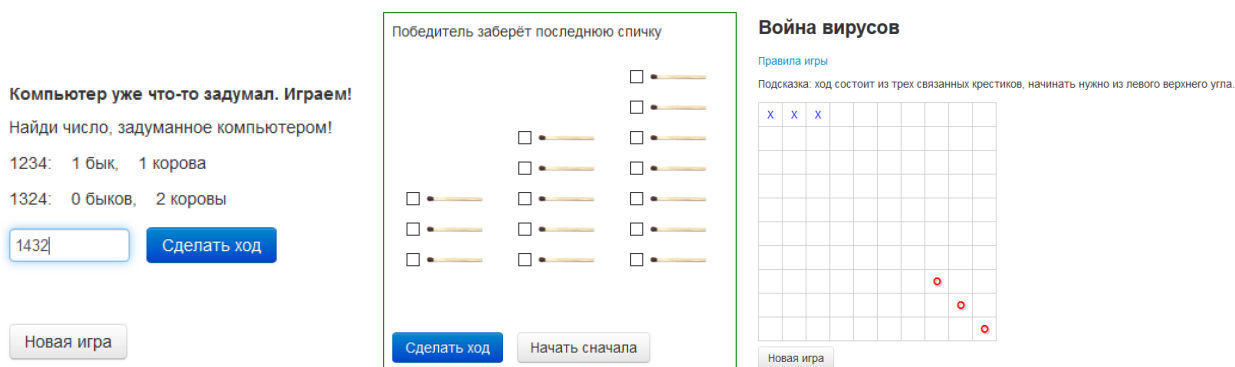 Компьютер уже что-то задумал. Играем!
Найди число, задуманное компьютером!
1234: 1 бык, 1 корова
1324: 0 быков, 2 коровы
1432
Сделать ход
Новая игра
Победитель заберёт последнюю спичку
Сделать ход
Начать сначала
Война вирусов
Правила игры
Подсказка: ход состоит из трех связанных крестиков, начинать нужно из левого верхнего угла.
X X X
O
O
O
Новая игра